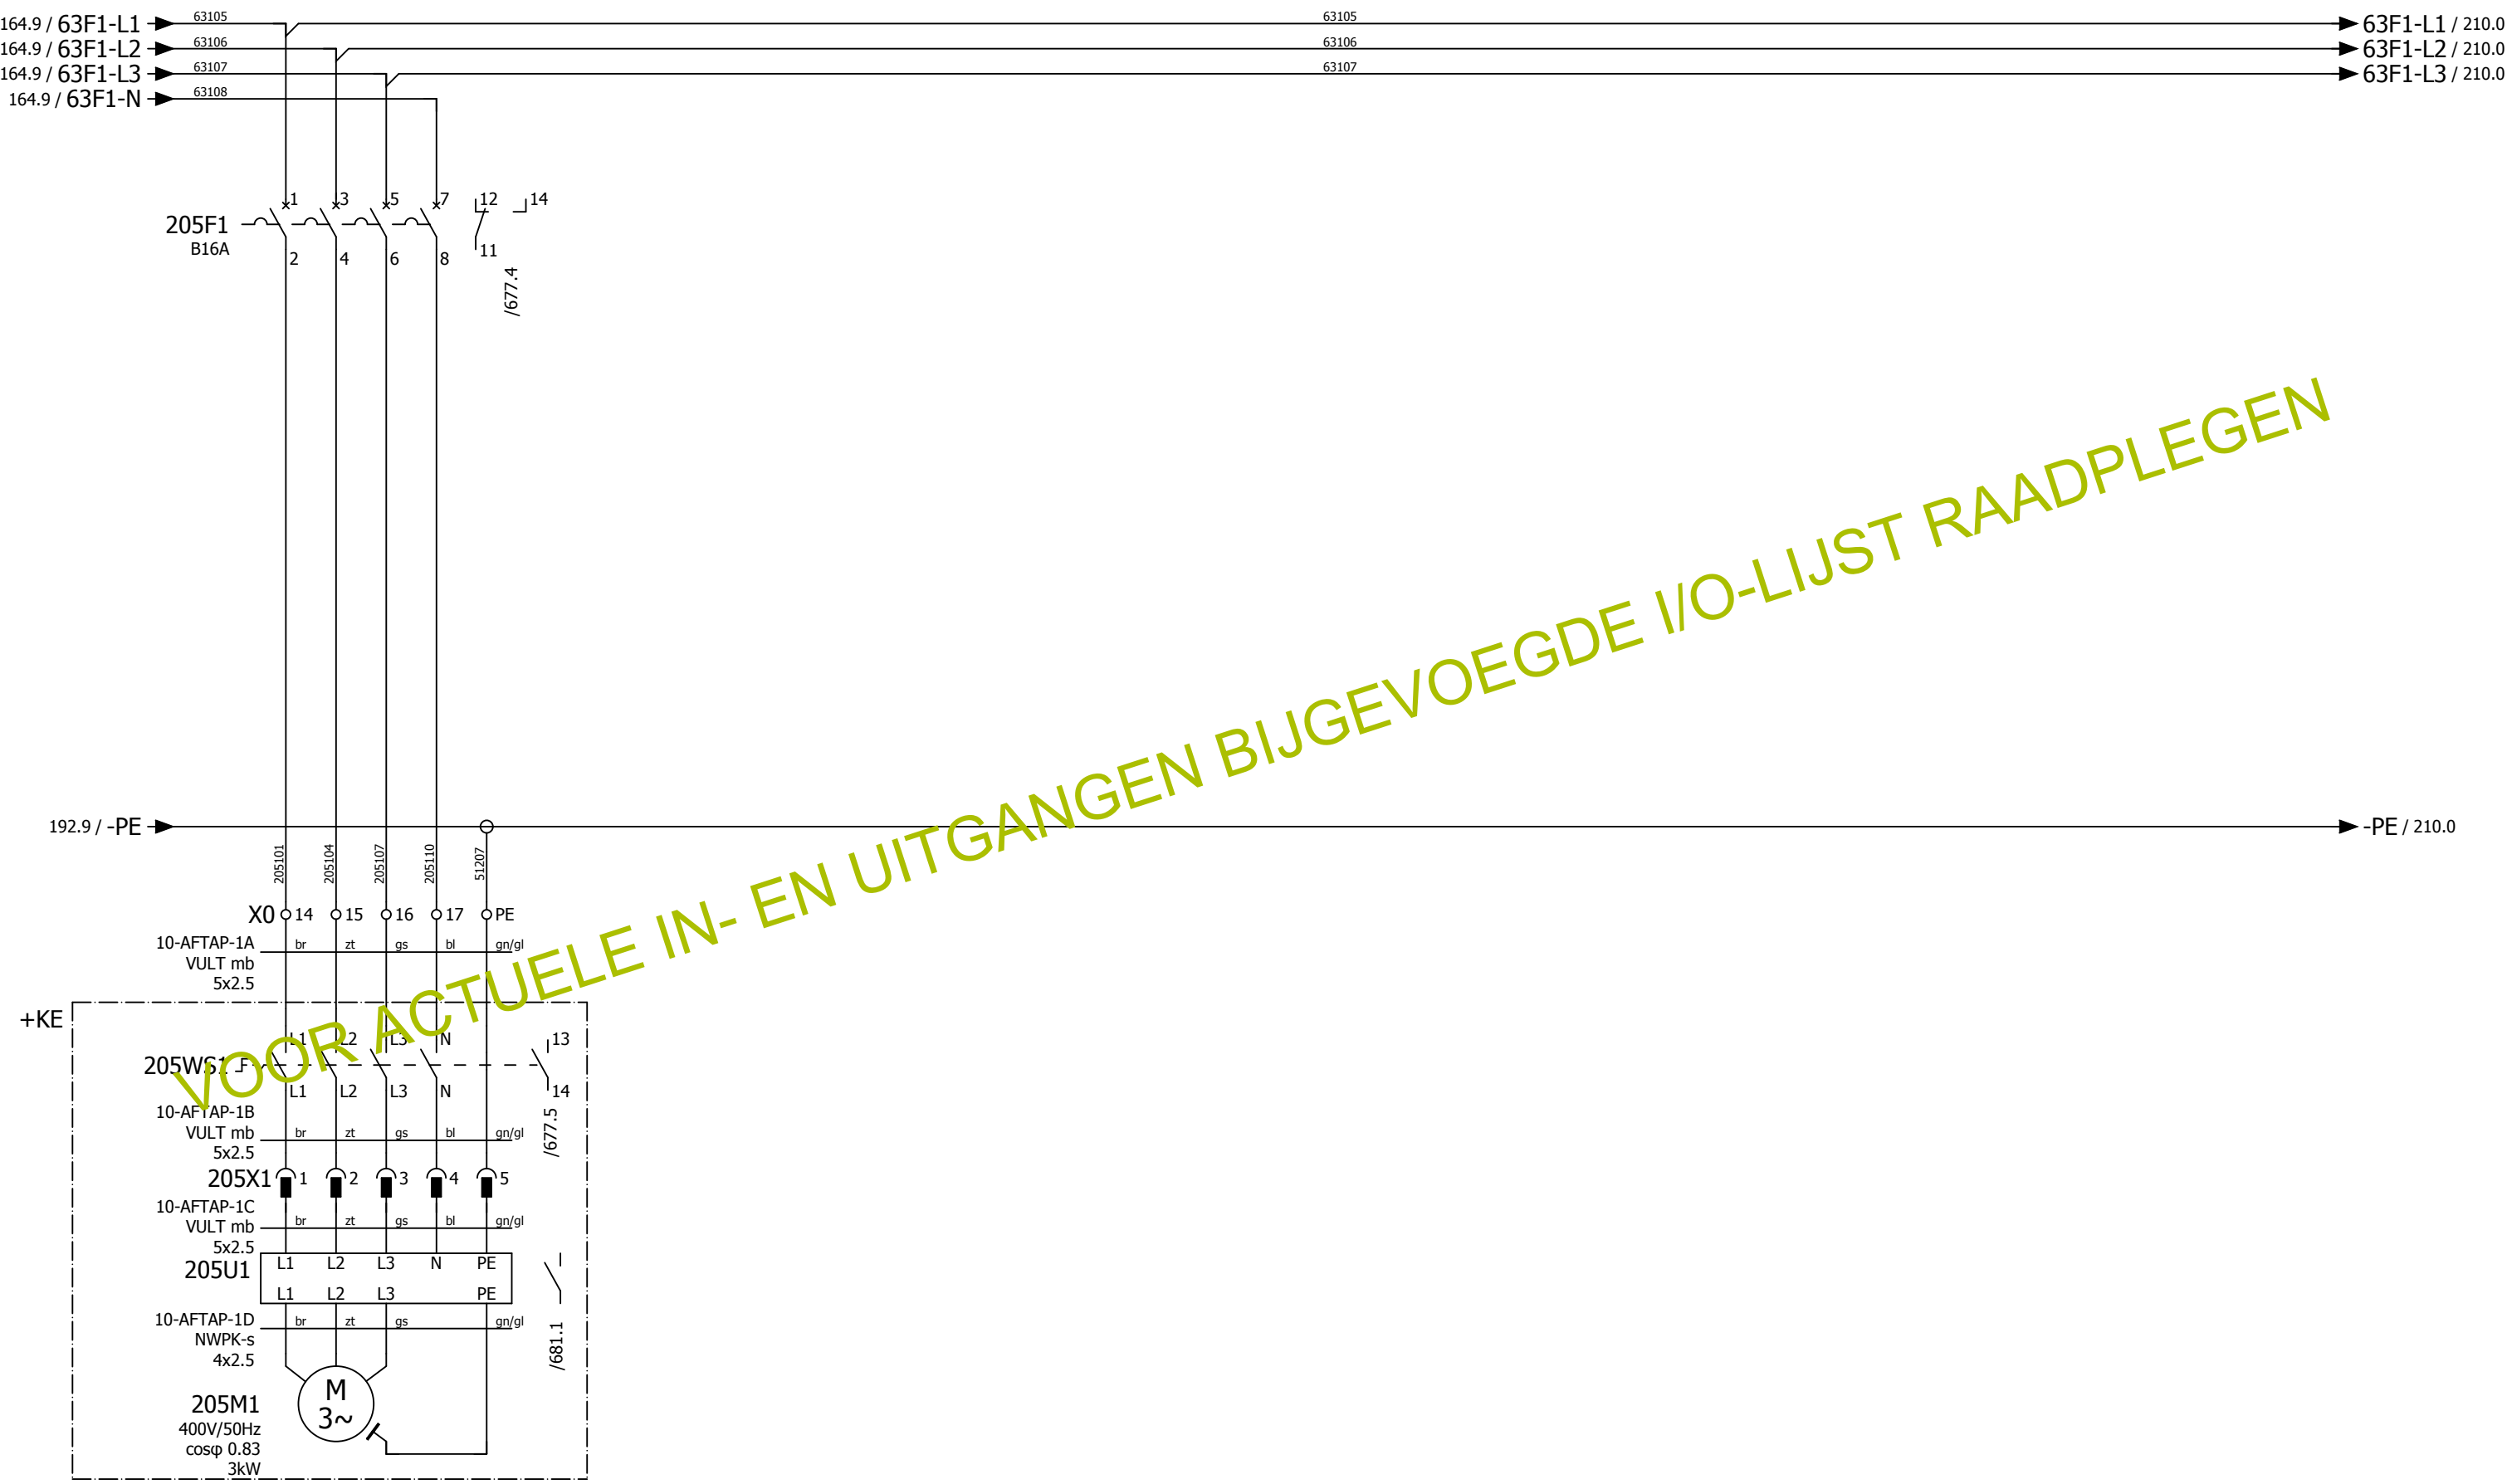 164.9 / 63F1-L1 63105 63105 63F1-L1 / 210.0
164.9 / 63F1-L2 63106 63106 63F1-L2 / 210.0
164.9 / 63F1-L3 63107 63107 63F1-L3 / 210.0
164.9 / 63F1-N 63108
1 3 5 7 12 14
205F1
B16A
2 4 6 8 11
/677.4
192.9 / -PE -PE / 210.0
205101 205104 205107 205110 51207
X0 14 15 16 17 PE
10-AFTAP-1A br zt gs bl gn/gl
VULT mb
5x2.5
+KE
L1 L2 L3 N 13
205WS1
L1 L2 L3 N 14
/677.5
10-AFTAP-1B
VULT mb br zt gs bl gn/gl
5x2.5
205X1 1 2 3 4 5
10-AFTAP-1C
VULT mb br zt gs bl gn/gl
5x2.5
205U1 L1 L2 L3 N PE
L1 L2 L3 PE
/681.1
10-AFTAP-1D br zt gs gn/gl
NWPK-s
4x2.5
M
3~
205M1
400V/50Hz
cosφ 0.83
3kW
VOOR ACTUELE IN- EN UITGANGEN BIJGEVOEGDE I/O-LIJST RAADPLEGEN